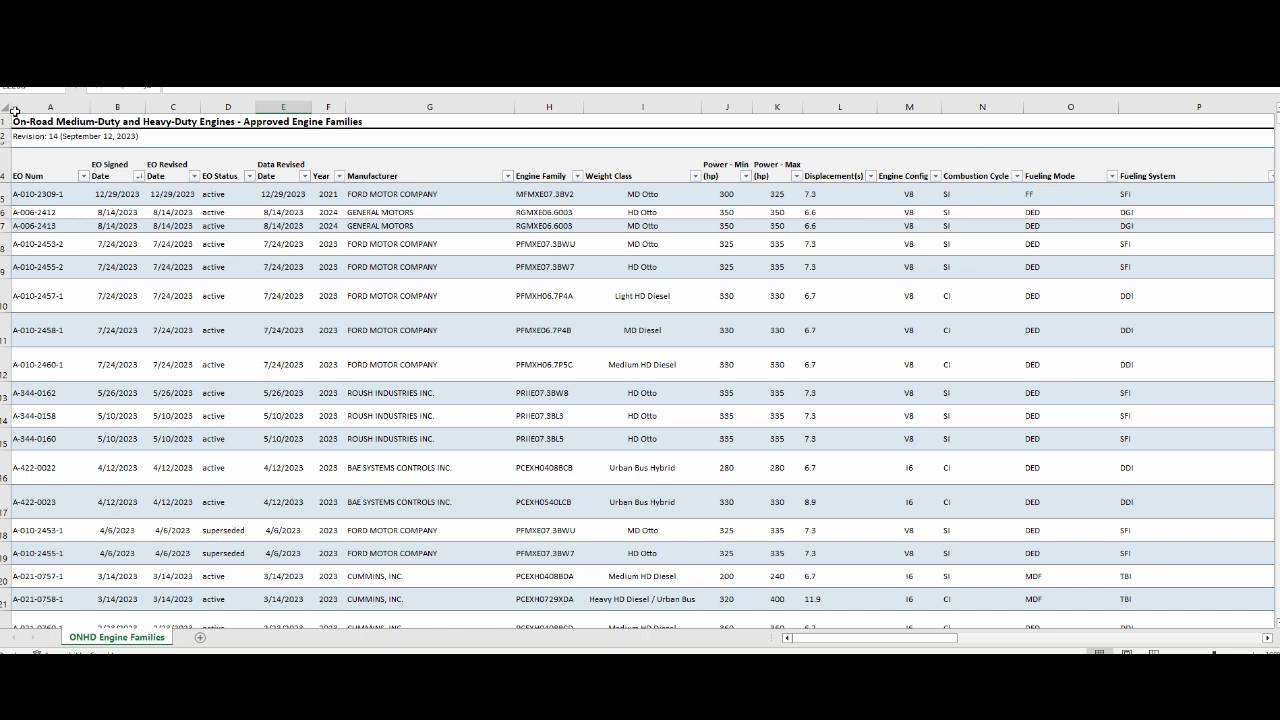 A B C D E F G H I J K L M N O P
1 On-Road Medium-Duty and Heavy-Duty Engines - Approved Engine Families
2 Revision: 14 (September 12, 2023)
EO Signed EO Revised Data Revised Power - Min Power - Max
4 EO Num Date Date EO Status Date Year Manufacturer Engine Family Weight Class (hp) (hp) Displacement(s) Engine Config Combustion Cycle Fueling Mode Fueling System
5 A-010-2309-1 12/29/2023 12/29/2023 active 12/29/2023 2021 FORD MOTOR COMPANY MFMXE07.3BV2 MD Otto 300 325 7.3 V8 SI FF SFI
6 A-006-2412 8/14/2023 8/14/2023 active 8/14/2023 2024 GENERAL MOTORS RGMXE06.6003 HD Otto 350 350 6.6 V8 SI DED DGI
7 A-006-2413 8/14/2023 8/14/2023 active 8/14/2023 2024 GENERAL MOTORS RGMXE06.6003 MD Otto 350 350 6.6 V8 SI DED DGI
8 A-010-2453-2 7/24/2023 7/24/2023 active 7/24/2023 2023 FORD MOTOR COMPANY PFMXE07.3BWU MD Otto 325 335 7.3 V8 SI DED SFI
9 A-010-2455-2 7/24/2023 7/24/2023 active 7/24/2023 2023 FORD MOTOR COMPANY PFMXE07.3BW7 HD Otto 325 335 7.3 V8 SI DED SFI
10 A-010-2457-1 7/24/2023 7/24/2023 active 7/24/2023 2023 FORD MOTOR COMPANY PFMXH06.7P4A Light HD Diesel 330 330 6.7 V8 CI DED DDI
11 A-010-2458-1 7/24/2023 7/24/2023 active 7/24/2023 2023 FORD MOTOR COMPANY PFMXE06.7P4B MD Diesel 330 330 6.7 V8 CI DED DDI
12 A-010-2460-1 7/24/2023 7/24/2023 active 7/24/2023 2023 FORD MOTOR COMPANY PFMXH06.7P5C Medium HD Diesel 330 330 6.7 V8 CI DED DDI
13 A-344-0162 5/26/2023 5/26/2023 active 5/26/2023 2023 ROUSH INDUSTRIES INC. PRIIE07.3BW8 HD Otto 335 335 7.3 V8 SI DED SFI
14 A-344-0158 5/10/2023 5/10/2023 active 5/10/2023 2023 ROUSH INDUSTRIES INC. PRIIE07.3BL3 HD Otto 335 335 7.3 V8 SI DED SFI
15 A-344-0160 5/10/2023 5/10/2023 active 5/10/2023 2023 ROUSH INDUSTRIES INC. PRIIE07.3BL5 HD Otto 335 335 7.3 V8 SI DED SFI
16 A-422-0022 4/12/2023 4/12/2023 active 4/12/2023 2023 BAE SYSTEMS CONTROLS INC. PCEXH0408BCB Urban Bus Hybrid 280 280 6.7 I6 CI DED DDI
17 A-422-0023 4/12/2023 4/12/2023 active 4/12/2023 2023 BAE SYSTEMS CONTROLS INC. PCEXH0540LCB Urban Bus Hybrid 330 330 8.9 I6 CI DED DDI
18 A-010-2453-1 4/6/2023 4/6/2023 superseded 4/6/2023 2023 FORD MOTOR COMPANY PFMXE07.3BWU MD Otto 325 335 7.3 V8 SI DED SFI
19 A-010-2455-1 4/6/2023 4/6/2023 superseded 4/6/2023 2023 FORD MOTOR COMPANY PFMXE07.3BW7 HD Otto 325 335 7.3 V8 SI DED SFI
20 A-021-0757-1 3/14/2023 3/14/2023 active 3/14/2023 2023 CUMMINS, INC. PCEXH0408BDA Medium HD Diesel 200 240 6.7 I6 SI MDF TBI
21 A-021-0758-1 3/14/2023 3/14/2023 active 3/14/2023 2023 CUMMINS, INC. PCEXH0729XDA Heavy HD Diesel / Urban Bus 320 400 11.9 I6 CI MDF TBI
ONHD Engine Families